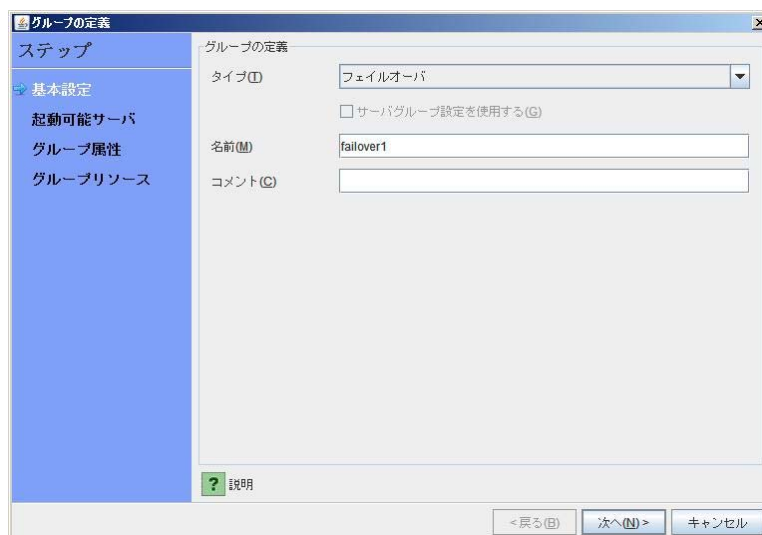 グループの定義
ステップ
基本設定
起動可能サーバ
グループ属性
グループリソース
グループの定義
タイプ(T) フェイルオーバ
サーバグループ設定を使用する(G)
名前(M) failover1
コメント(C)
? 説明
<戻る(B) 次へ(N)> キャンセル